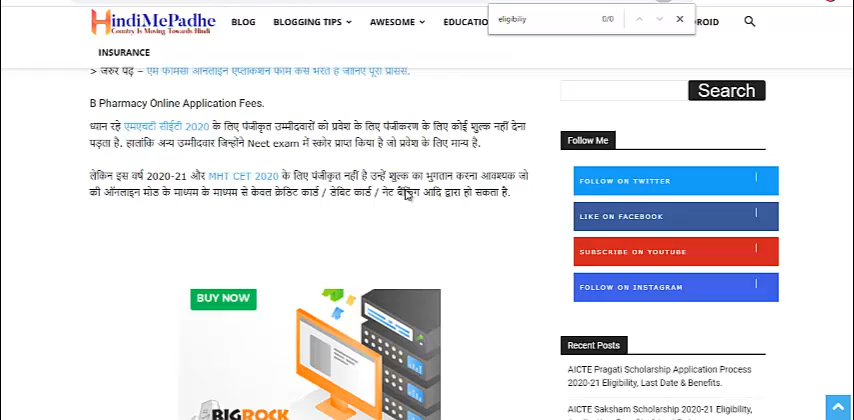 HindiMePadhe
Country Is Moving Towards Hindi
BLOG
BLOGGING TIPS
AWESOME
EDUCATIO
eligibiliy
0/0
ROID
INSURANCE
> जरुर पढ़े – एम फार्मसी ऑनलाइन एप्लीकेशन फॉर्म कैसे भरते है जानिए पूरी प्रोसेस.
B Pharmacy Online Application Fees.
ध्यान रहे एमएचटी सीईटी 2020 के लिए पंजीकृत उम्मीदवारों को प्रवेश के लिए पंजीकरण के लिए कोई शुल्क नहीं देना
पड़ता है. हालांकि अन्य उम्मीदवार जिन्होंने Neet exam में स्कोर प्राप्त किया है जो प्रवेश के लिए मान्य है.
लेकिन इस वर्ष 2020-21 और MHT CET 2020 के लिए पंजीकृत नहीं है उन्हें शुल्क का भुगतान करना आवश्यक जो
की ऑनलाइन मोड के माध्यम के माध्यम से केवल क्रेडिट कार्ड / डेबिट कार्ड / नेट बैंकिंग आदि द्वारा हो सकता है.
BUY NOW
BIGROCK
Search
Follow Me
FOLLOW ON TWITTER
LIKE ON FACEBOOK
SUBSCRIBE ON YOUTUBE
FOLLOW ON INSTAGRAM
Recent Posts
AICTE Pragati Scholarship Application Process
2020-21 Eligibility, Last Date & Benefits.
AICTE Saksham Scholarship 2020-21 Eligibility,